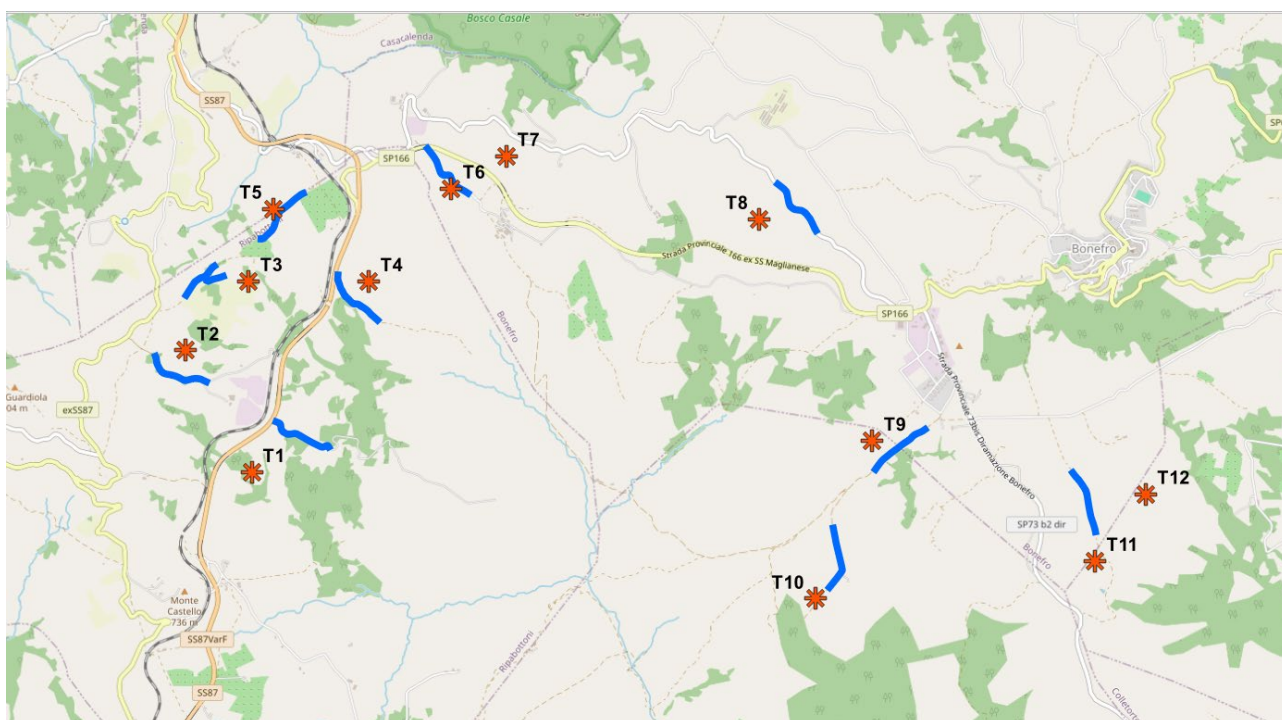 Bosco Casale
Casacalenda
SS87
SP166
T7
T6
T5
T8
Ripabottoni
Strada Provinciale 166 ex SS Maglianese
Bonefro
T3
T4
Bonefro
SP166
T2
Guardiola
04 m
exSS87
Strada Provinciale 73bis Diramazione Bonefro
T9
T1
T12
SP73 b2 dir
T11
Bonefro
T10
Monte
Castello
736 m
SS87VarF
Ripabottoni
SS87
Colletorto